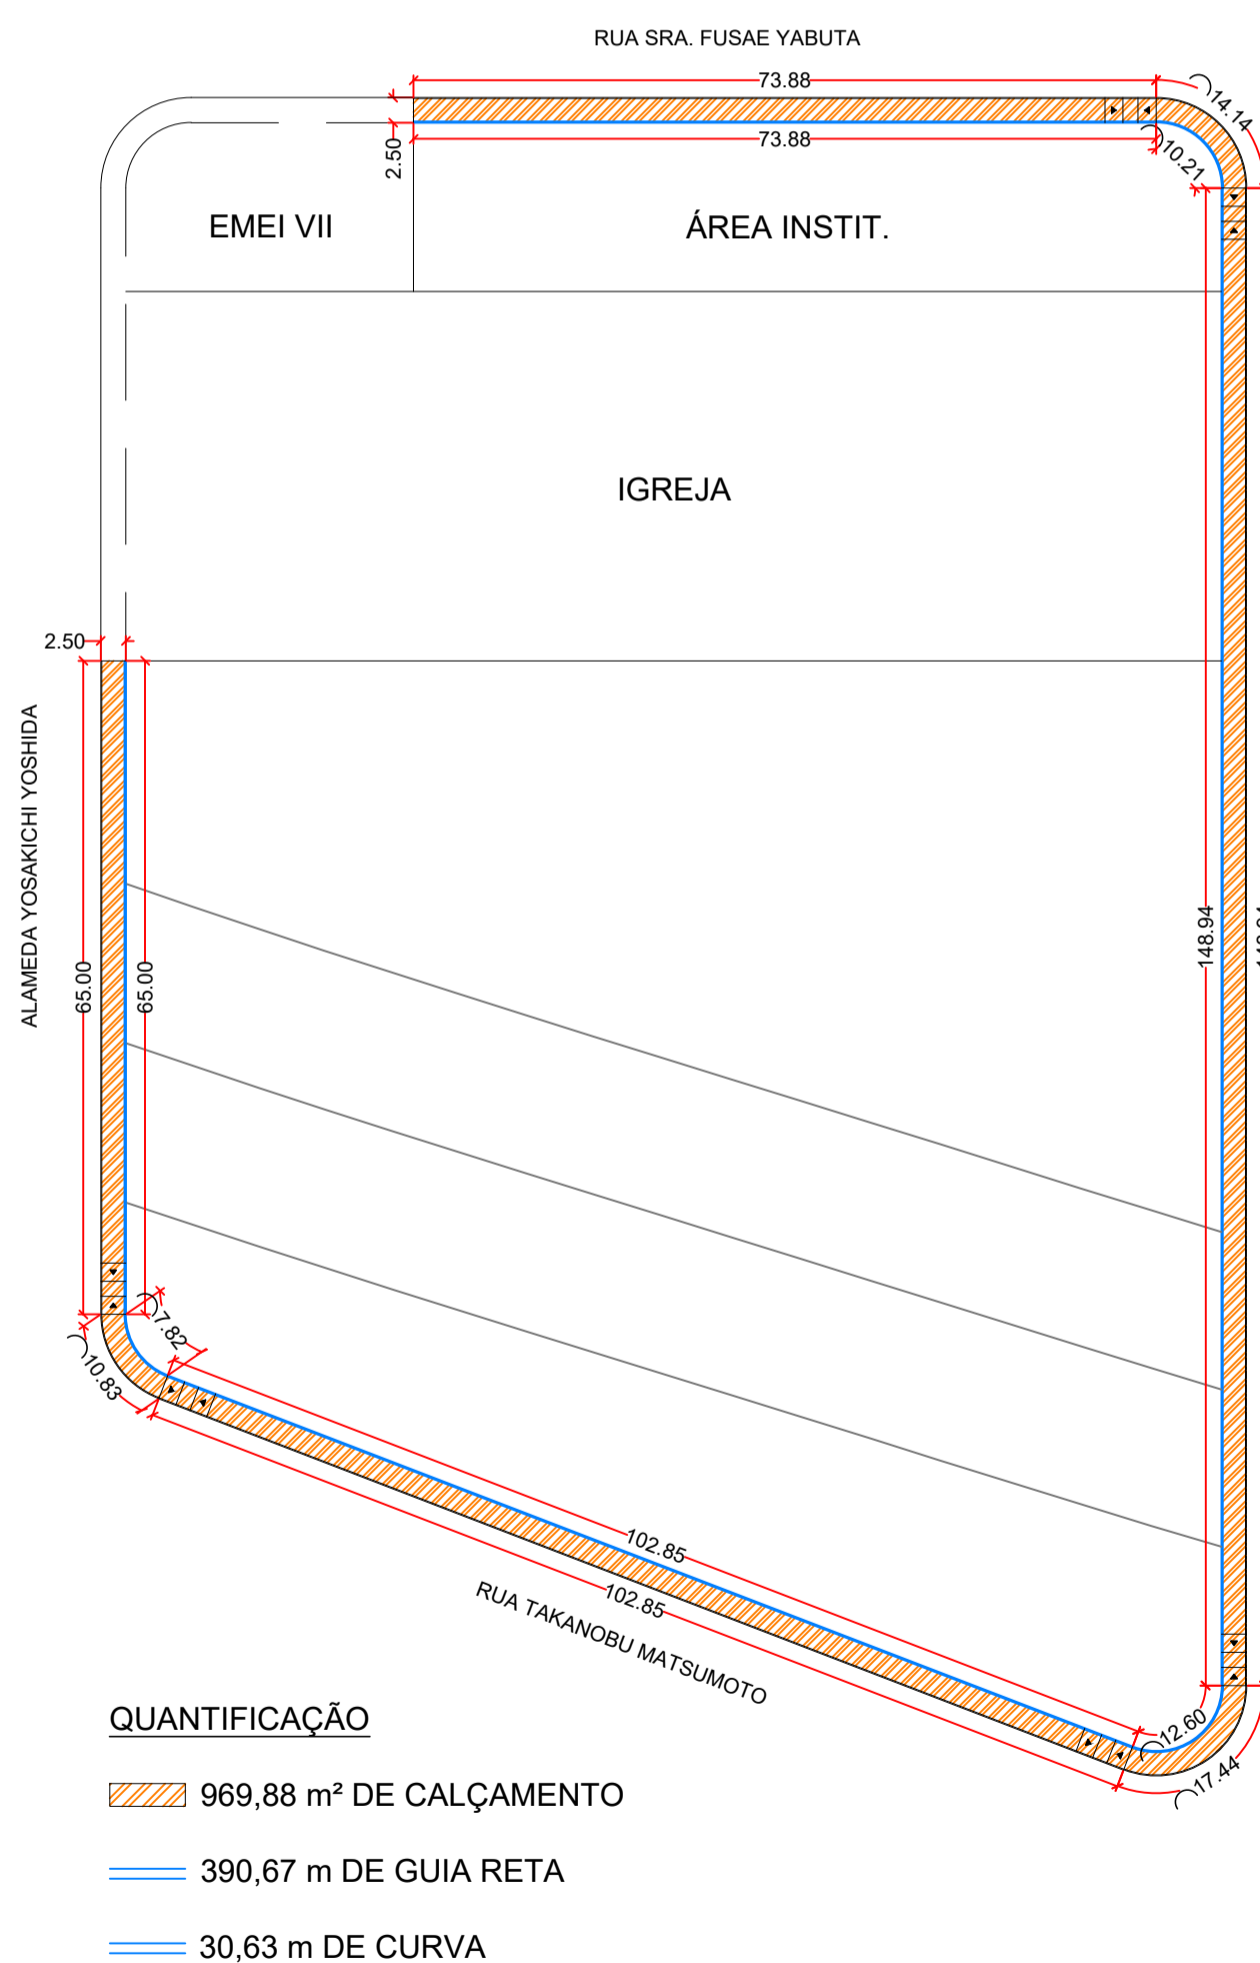 RUA SRA. FUSAE YABUTA
73.88
14.14
73.88
10.21
2.50
EMEI VII
ÁREA INSTIT.
IGREJA
2.50
ALAMEDA YOSAKICHI YOSHIDA
65.00
65.00
148.94
7.82
10.83
102.85
102.85
RUA TAKANOBU MATSUMOTO
12.60
17.44
QUANTIFICAÇÃO
969,88 m² DE CALÇAMENTO
390,67 m DE GUIA RETA
30,63 m DE CURVA